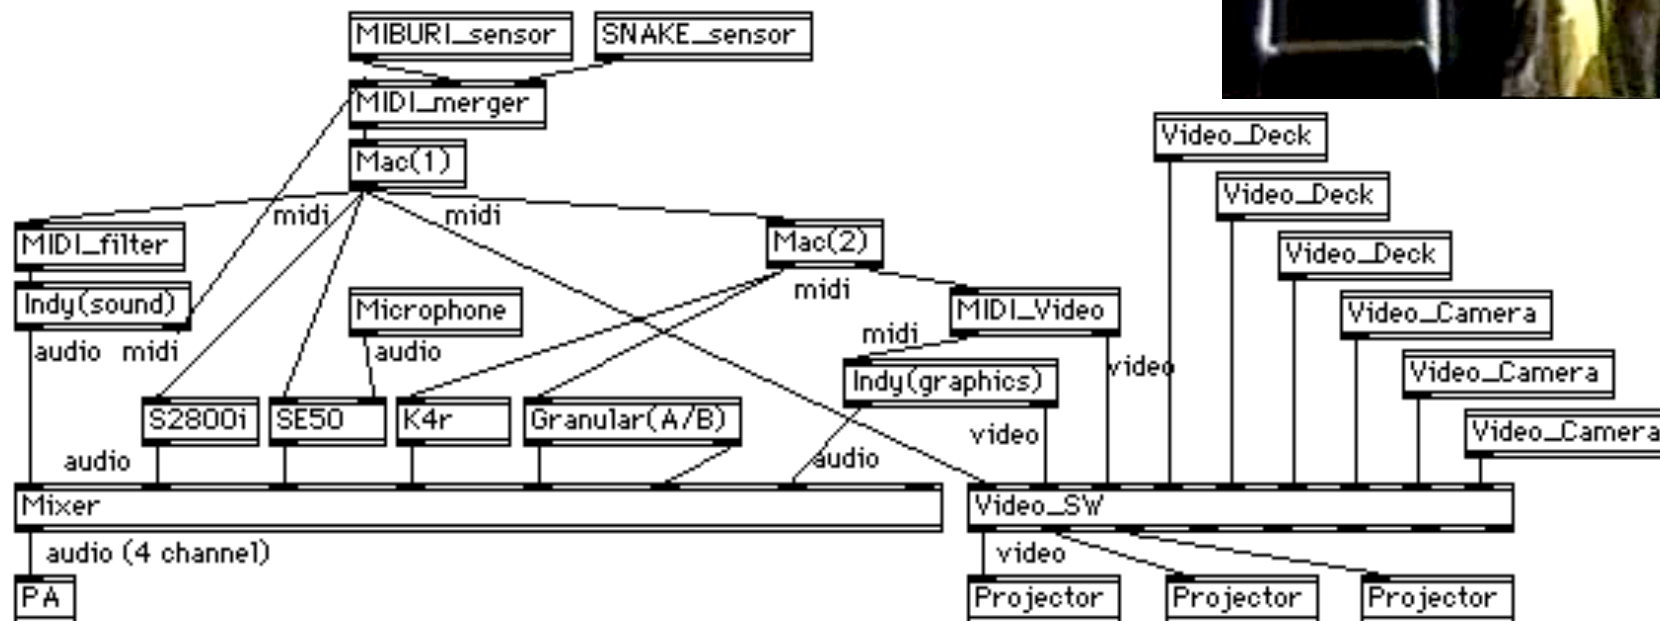 MIBURI_sensor
SNAKE_sensor
MIDI_merger
Video_Deck
Mac(1)
Video_Deck
midi
midi
MIDI_filter
Mac(2)
Video_Deck
midi
Indy(sound)
Microphone
MIDI_Video
Video_Camera
midi
audio
midi
audio
video
Indy(graphics)
Video_Camera
S2800i
SE50
K4r
Granular(A/B)
video
Video_Camera
audio
audio
Mixer
Video_SW
audio (4 channel)
video
PA
Projector
Projector
Projector